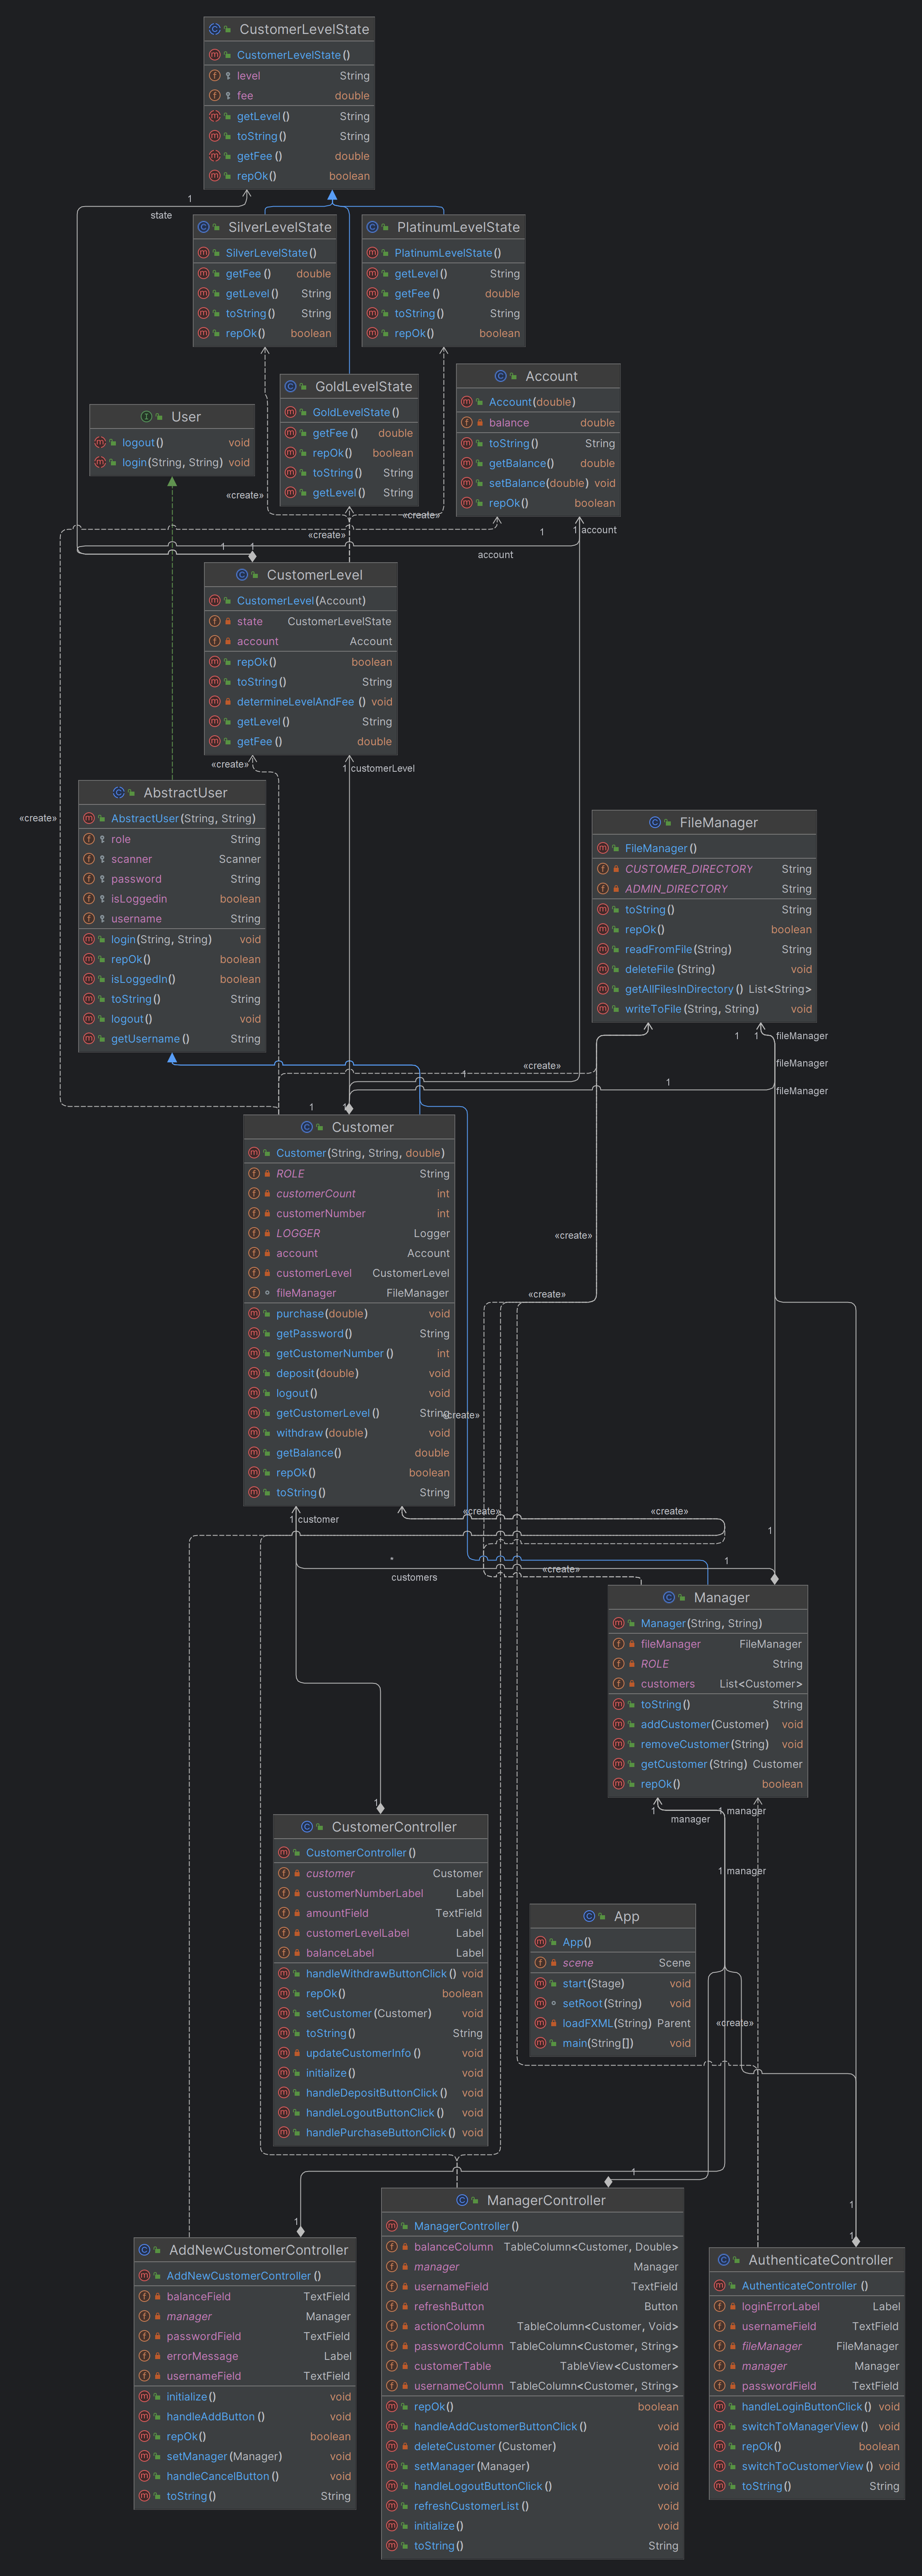 CustomerLevelState
CustomerLevelState()
level String
fee double
getLevel() String
toString() String
getFee() double
repOk() boolean
1
state
SilverLevelState
SilverLevelState()
getFee() double
getLevel() String
toString() String
repOk() boolean
PlatinumLevelState
PlatinumLevelState()
getLevel() String
getFee() double
toString() String
repOk() boolean
GoldLevelState
GoldLevelState()
getFee() double
repOk() boolean
toString() String
getLevel() String
Account
Account(double)
balance double
toString() String
getBalance() double
setBalance(double) void
repOk() boolean
User
logout() void
login(String, String) void
«create»
«create»
«create»
1
1 account
1
1
account
CustomerLevel
CustomerLevel(Account)
state CustomerLevelState
account Account
repOk() boolean
toString() String
determineLevelAndFee() void
getLevel() String
getFee() double
«create»
1 customerLevel
«create»
AbstractUser
AbstractUser(String, String)
role String
scanner Scanner
password String
isLoggedin boolean
username String
login(String, String) void
repOk() boolean
isLoggedIn() boolean
toString() String
logout() void
getUsername() String
FileManager
FileManager()
CUSTOMER_DIRECTORY String
ADMIN_DIRECTORY String
toString() String
repOk() boolean
readFromFile(String) String
deleteFile(String) void
getAllFilesInDirectory() List<String>
writeToFile(String, String) void
1
1
fileManager
fileManager
«create»
1
1
fileManager
1
1
Customer
Customer(String, String, double)
ROLE String
customerCount int
customerNumber int
LOGGER Logger
account Account
customerLevel CustomerLevel
fileManager FileManager
purchase(double) void
getPassword() String
getCustomerNumber() int
deposit(double) void
logout() void
getCustomerLevel() String
withdraw(double) void
getBalance() double
repOk() boolean
toString() String
«create»
«create»
«create»
1 customer
«create»
«create»
1
*
customers
1
«create»
Manager
Manager(String, String)
fileManager FileManager
ROLE String
customers List<Customer>
toString() String
addCustomer(Customer) void
removeCustomer(String) void
getCustomer(String) Customer
repOk() boolean
1
1 manager
manager
1 manager
1
CustomerController
CustomerController()
customer Customer
customerNumberLabel Label
amountField TextField
customerLevelLabel Label
balanceLabel Label
handleWithdrawButtonClick() void
repOk() boolean
setCustomer(Customer) void
toString() String
updateCustomerInfo() void
initialize() void
handleDepositButtonClick() void
handleLogoutButtonClick() void
handlePurchaseButtonClick() void
App
App()
scene Scene
start(Stage) void
setRoot(String) void
loadFXML(String) Parent
main(String[]) void
«create»
1
1
1
1
AddNewCustomerController
AddNewCustomerController()
balanceField TextField
manager Manager
passwordField TextField
errorMessage Label
usernameField TextField
initialize() void
handleAddButton() void
repOk() boolean
setManager(Manager) void
handleCancelButton() void
toString() String
ManagerController
ManagerController()
balanceColumn TableColumn<Customer, Double>
manager Manager
usernameField TextField
refreshButton Button
actionColumn TableColumn<Customer, Void>
passwordColumn TableColumn<Customer, String>
customerTable TableView<Customer>
usernameColumn TableColumn<Customer, String>
repOk() boolean
handleAddCustomerButtonClick() void
deleteCustomer(Customer) void
setManager(Manager) void
handleLogoutButtonClick() void
refreshCustomerList() void
initialize() void
toString() String
AuthenticateController
AuthenticateController()
loginErrorLabel Label
usernameField TextField
fileManager FileManager
manager Manager
passwordField TextField
handleLoginButtonClick() void
switchToManagerView() void
repOk() boolean
switchToCustomerView() void
toString() String